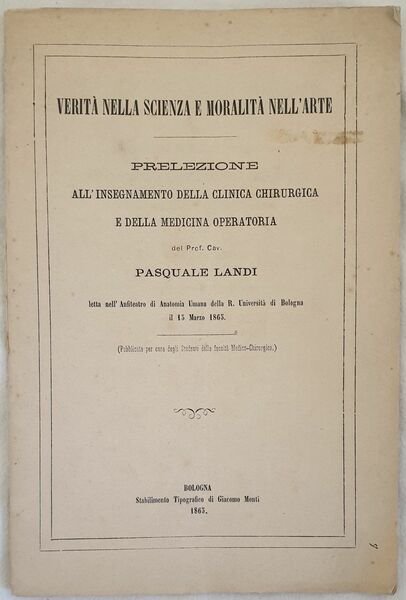 VERITÀ NELLA SCIENZA E MORALITÀ NELL'ARTE
PRELEZIONE
ALL'INSEGNAMENTO DELLA CLINICA CHIRURGICA
E DELLA MEDICINA OPERATORIA
del Prof. Cav.
PASQUALE LANDI
letta nell'Anfiteatro di Anatomia Umana della R. Università di Bologna
il 15 Marzo 1865.
(Pubblicata per cura degli Studenti della facoltà Medico-Chirurgica.)
BOLOGNA
Stabilimento Tipografico di Giacomo Monti
1865.